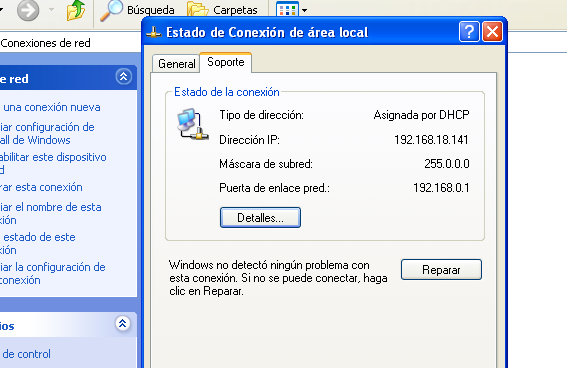 Búsqueda Carpetas
Conexiones de red
Estado de Conexión de área local
General Soporte
Estado de la conexión
Tipo de dirección: Asignada por DHCP
Dirección IP: 192.168.18.141
Máscara de subred: 255.0.0.0
Puerta de enlace pred.: 192.168.0.1
Detalles...
Windows no detectó ningún problema con
esta conexión. Si no se puede conectar, haga
clic en Reparar.
Reparar
de red
una conexión nueva
iar configuración de
all de Windows
abilitar este dispositivo
d
rar esta conexión
iar el nombre de esta
xión
estado de este
xión
iar la configuración de
conexión
ios
de control